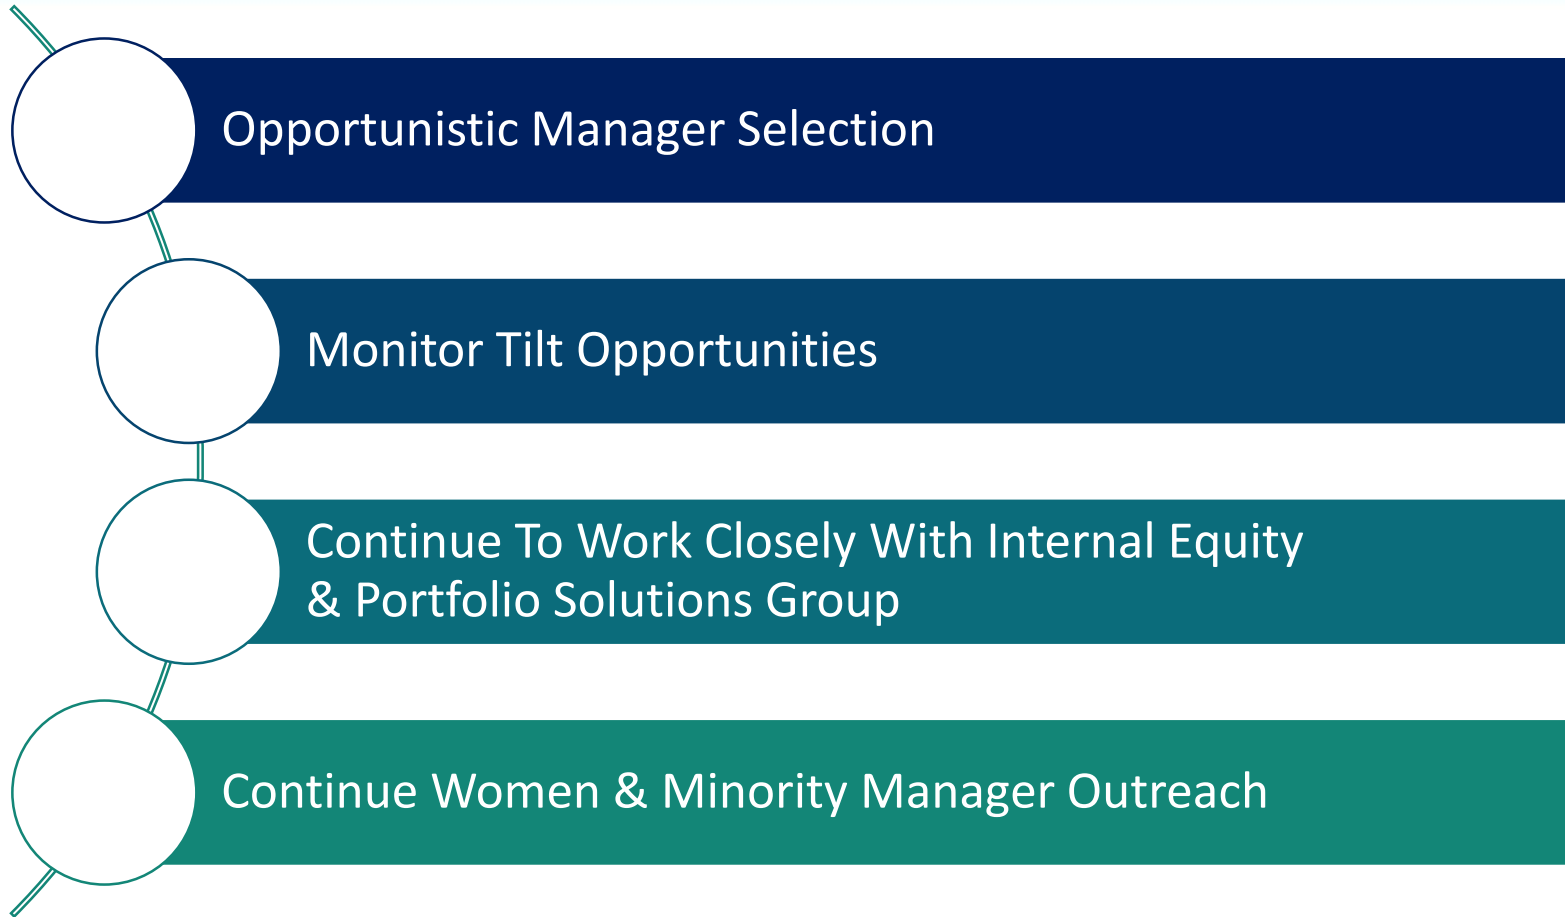 Opportunistic Manager Selection
Monitor Tilt Opportunities
Continue To Work Closely With Internal Equity
& Portfolio Solutions Group
Continue Women & Minority Manager Outreach